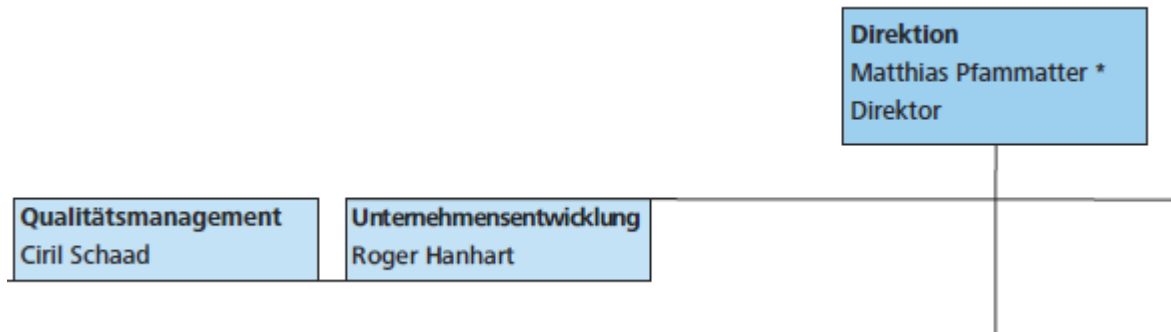 Direktion
Matthias Pfammatter *
Direktor
Qualitätsmanagement
Ciril Schaad
Unternehmensentwicklung
Roger Hanhart